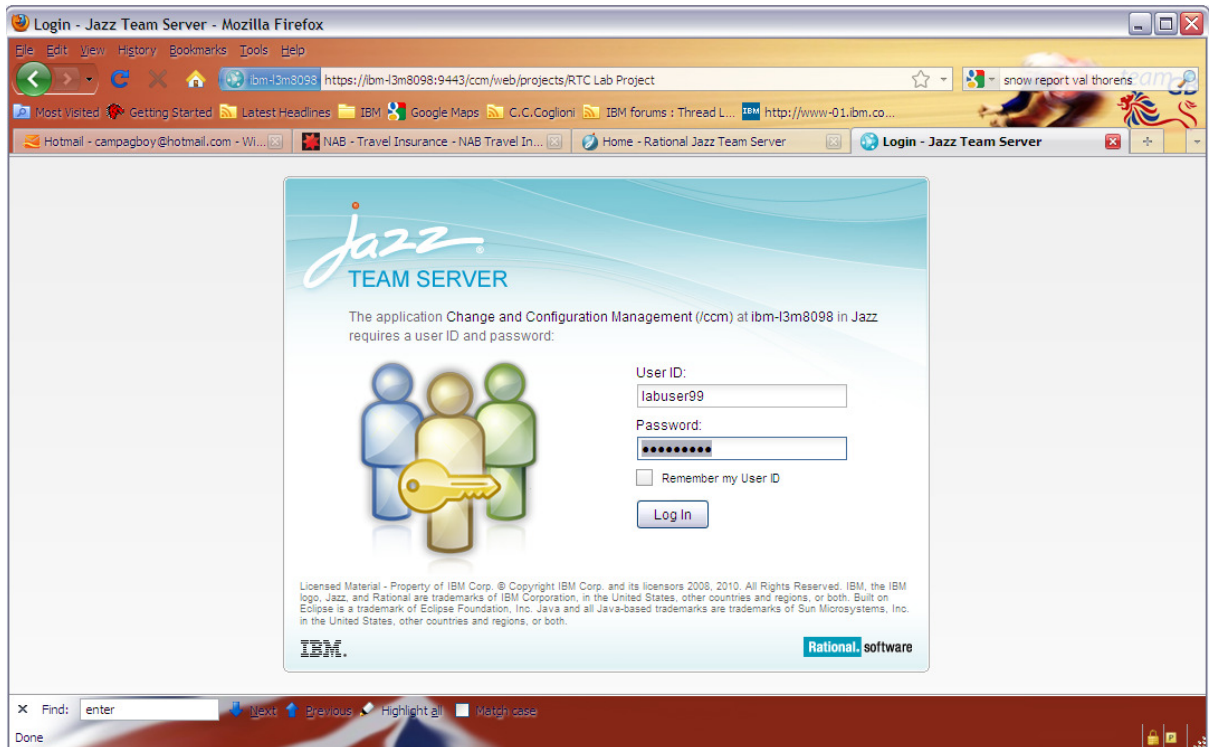 Login - Jazz Team Server - Mozilla Firefox
File Edit View History Bookmarks Tools Help
ibm-l3m8098 https://ibm-l3m8098:9443/ccm/web/projects/RTC Lab Project
snow report val thorens
team
Most Visited Getting Started Latest Headlines IBM Google Maps C.C.Coglioni IBM forums : Thread L... IBM http://www-01.ibm.co...
Hotmail - campagboy@hotmail.com - Wi... NAB - Travel Insurance - NAB Travel In... Home - Rational Jazz Team Server Login - Jazz Team Server
jazz
TEAM SERVER
The application Change and Configuration Management (/ccm) at ibm-l3m8098 in Jazz
requires a user ID and password:
User ID:
labuser99
Password:
•••••••••
Remember my User ID
Log In
Licensed Material - Property of IBM Corp. © Copyright IBM Corp. and its licensors 2008, 2010. All Rights Reserved. IBM, the IBM
logo, Jazz, and Rational are trademarks of IBM Corporation, in the United States, other countries and regions, or both. Built on
Eclipse is a trademark of Eclipse Foundation, Inc. Java and all Java-based trademarks are trademarks of Sun Microsystems, Inc.
in the United States, other countries and regions, or both.
IBM.
Rational. software
Find: enter Next Previous Highlight all Match case
Done